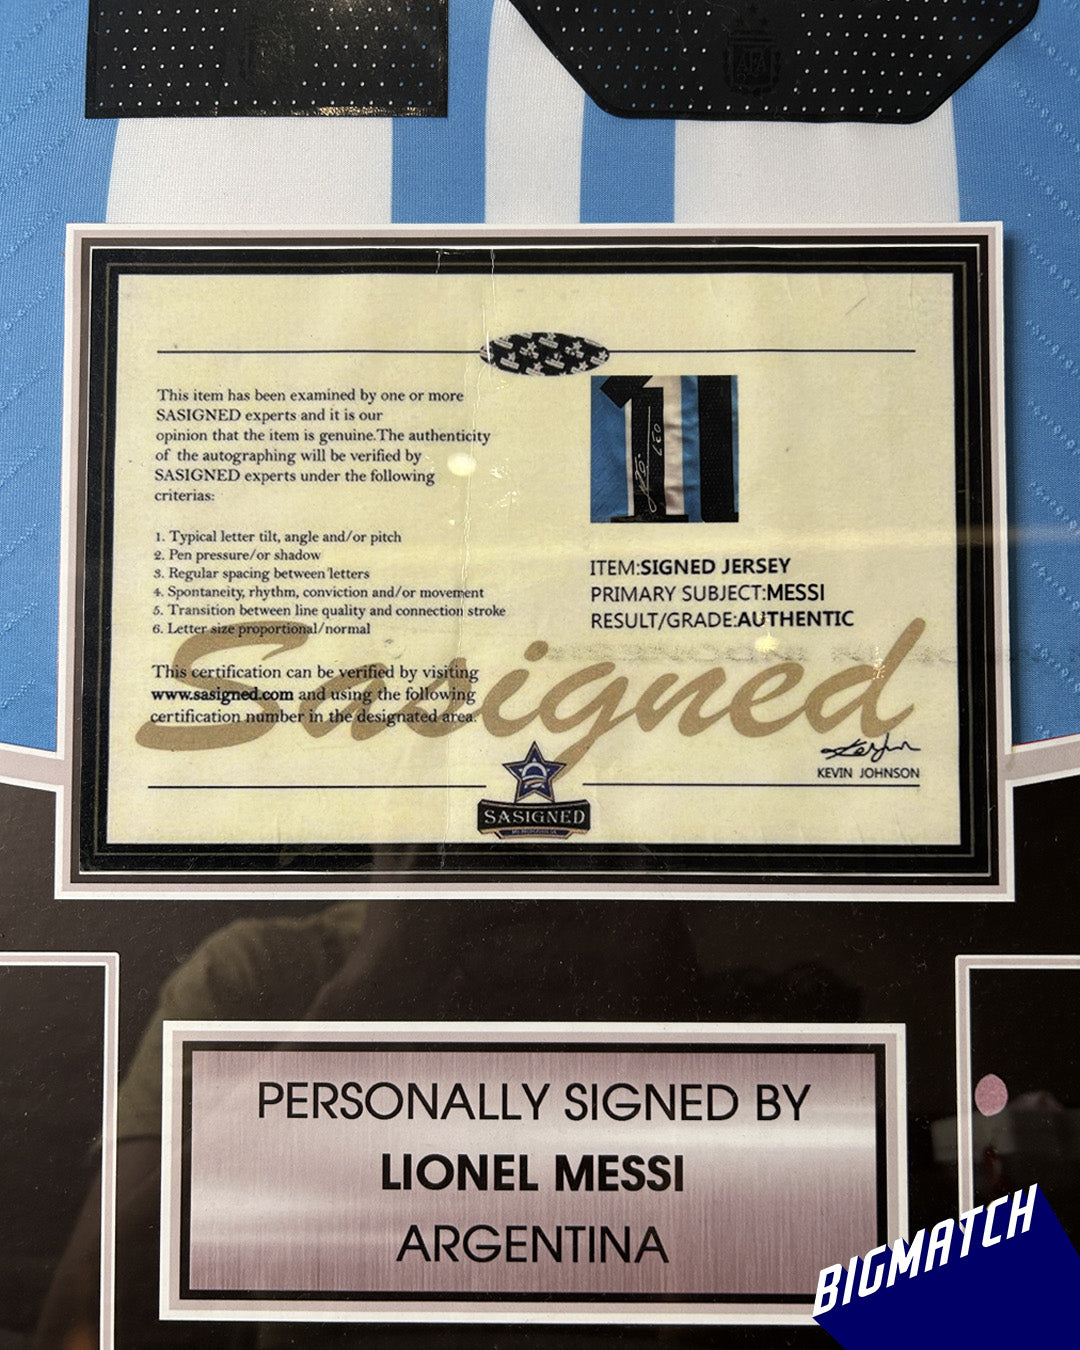 AFA
This item has been examined by one or more
SASIGNED experts and it is our
opinion that the item is genuine.The authenticity
of the autographing will be verified by
SASIGNED experts under the following
criterias:
1. Typical letter tilt, angle and/or pitch
2. Pen pressure/or shadow
3. Regular spacing between letters
4. Spontaneity, rhythm, conviction and/or movement
5. Transition between line quality and connection stroke
6. Letter size proportional/normal
This certification can be verified by visiting
www.sasigned.com and using the following
certification number in the designated area.
ITEM:SIGNED JERSEY
PRIMARY SUBJECT:MESSI
RESULT/GRADE:AUTHENTIC
Sasigned
KEVIN JOHNSON
SASIGNED
PERSONALLY SIGNED BY
LIONEL MESSI
ARGENTINA
BIGMATCH